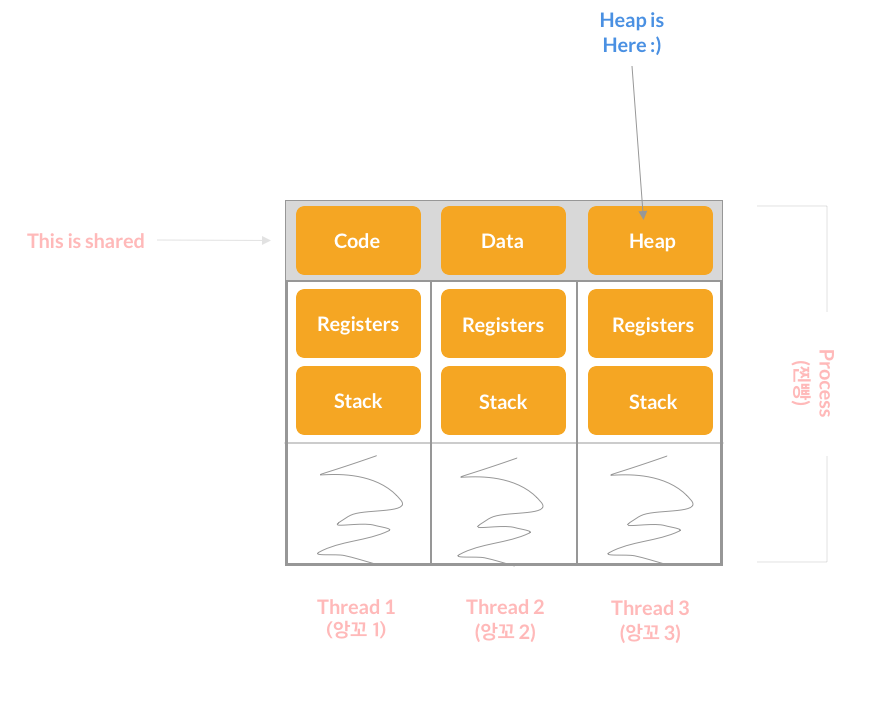 Heap is
Here :)
This is shared
Code
Data
Heap
Registers
Registers
Registers
Stack
Stack
Stack
Process
(찐빵)
Thread 1
(앙꼬 1)
Thread 2
(앙꼬 2)
Thread 3
(앙꼬 3)